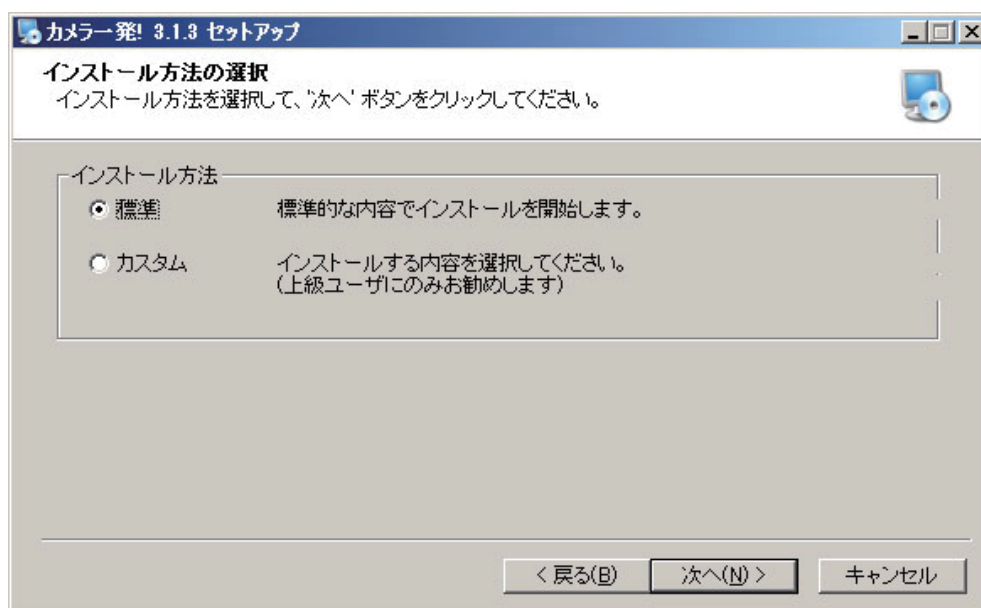 カメラ一発! 3.1.3 セットアップ
インストール方法の選択
インストール方法を選択して、'次へ' ボタンをクリックしてください。
インストール方法
標準 標準的な内容でインストールを開始します。
カスタム インストールする内容を選択してください。
(上級ユーザにのみお勧めします)
< 戻る(B) 次へ(N) > キャンセル